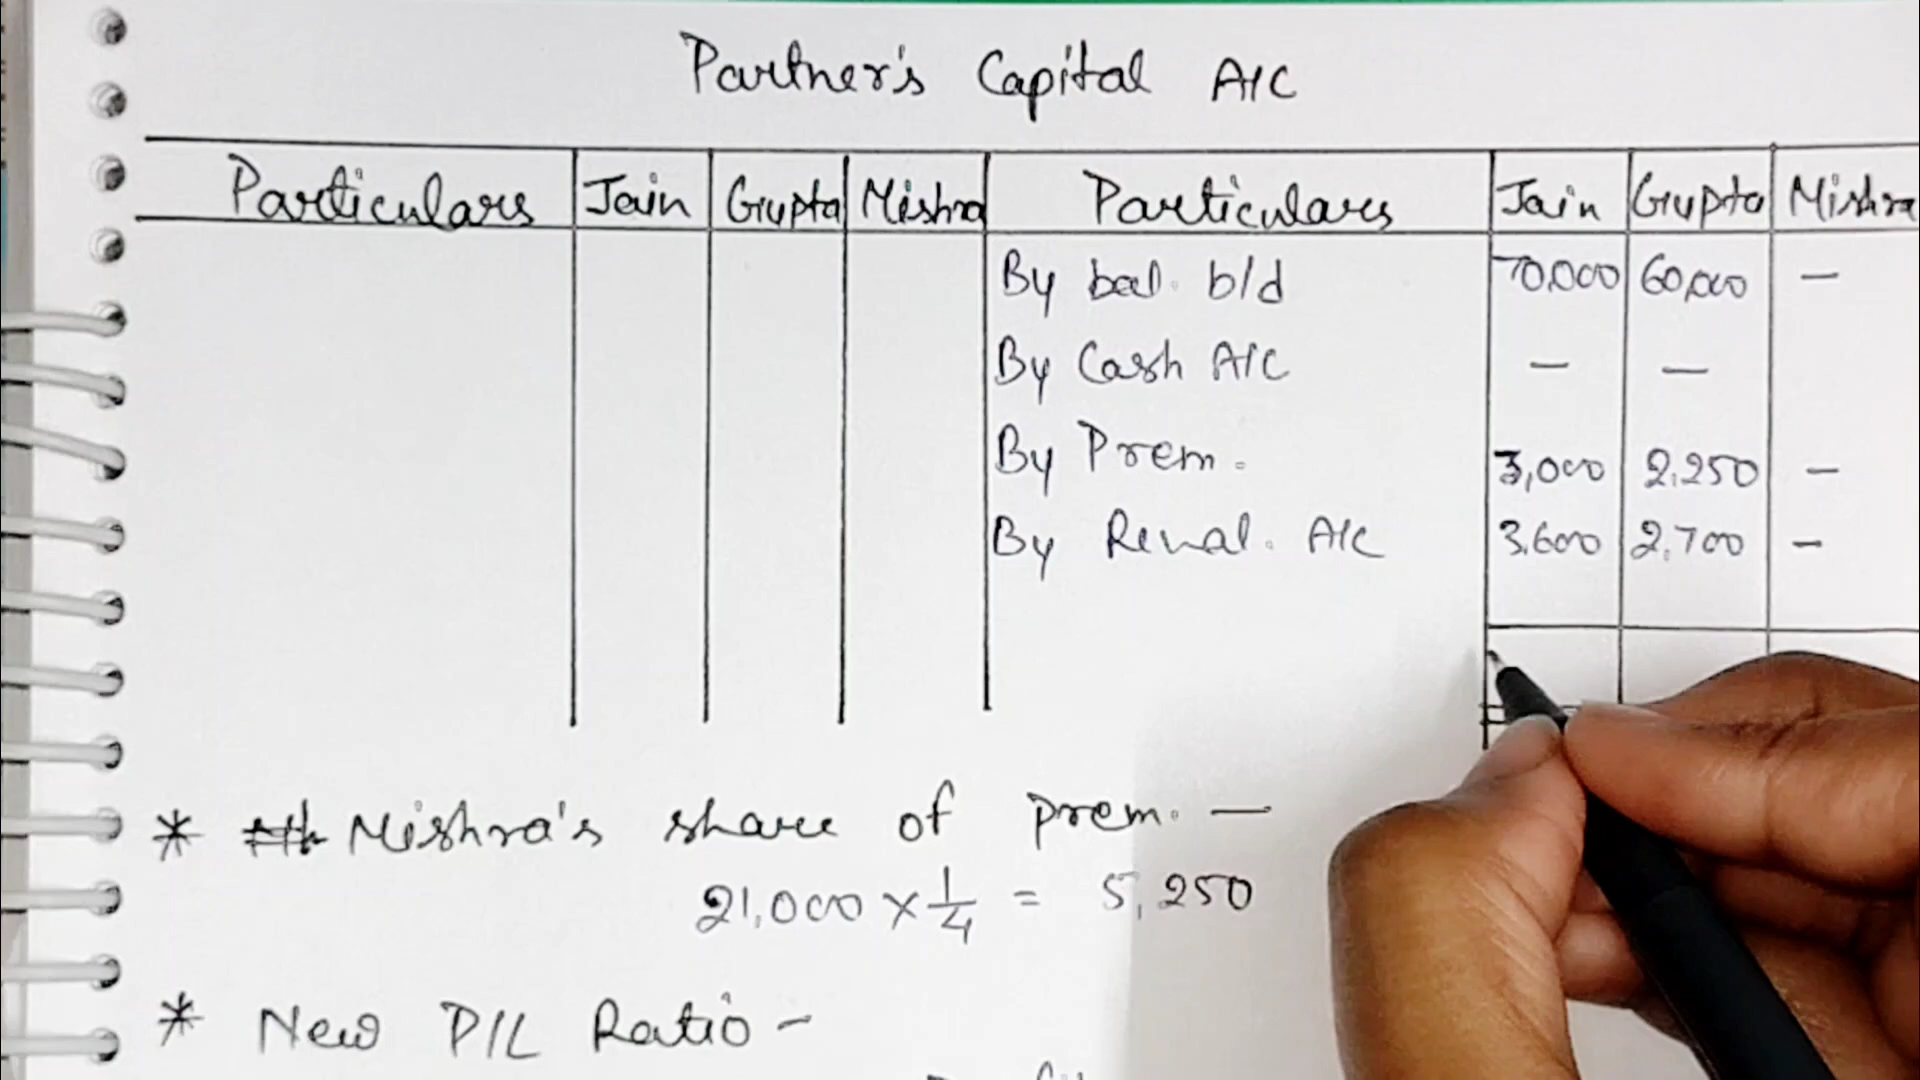 Partner's Capital A/C
Particulars Jain Gupta Mishra Particulars Jain Gupta Mishra
By bal. b/d 70,000 60,000 —
By Cash A/C — —
By Prem. 3,000 2,250 —
By Reval. A/C 3,600 2,700 —
* Mishra's share of prem. —
21,000 × 1/4 = 5,250
* New P/L Ratio -